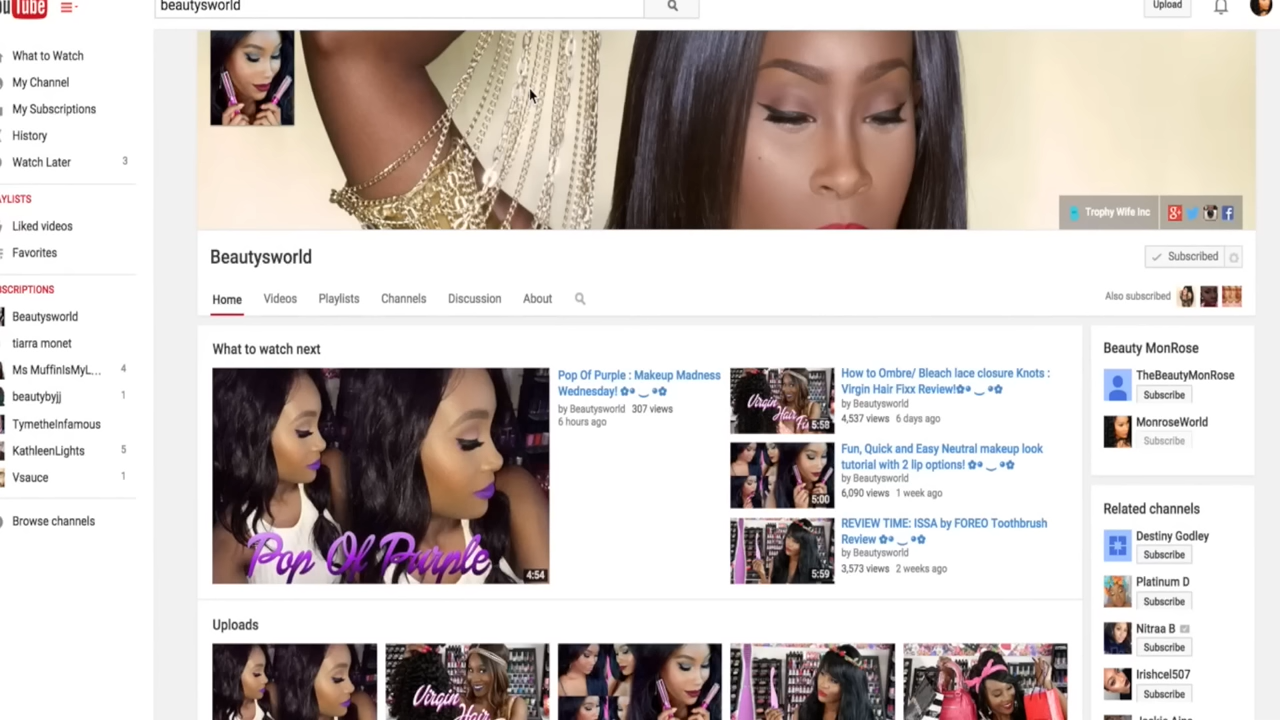 Tube
beautysworld
Upload
What to Watch
My Channel
My Subscriptions
History
Watch Later 3
Liked videos
Favorites
Beautysworld
tiarra monet
Ms MuffinIsMyL... 4
beautybyjj 1
TymetheInfamous
KathleenLights 5
Vsauce 1
Browse channels
Trophy Wife Inc
Beautysworld
Subscribed
Home Videos Playlists Channels Discussion About
Also subscribed
What to watch next
Pop Of Purple
4:54
Pop Of Purple : Makeup Madness
Wednesday! ✿◕ ‿ ◕✿
by Beautysworld 307 views
6 hours ago
Virgin
Hair Fixx
5:58
How to Ombre/ Bleach lace closure Knots :
Virgin Hair Fixx Review!✿◕ ‿ ◕✿
by Beautysworld
4,537 views 6 days ago
5:00
Fun, Quick and Easy Neutral makeup look
tutorial with 2 lip options! ✿◕ ‿ ◕✿
by Beautysworld
6,090 views 1 week ago
5:59
REVIEW TIME: ISSA by FOREO Toothbrush
Review ✿◕ ‿ ◕✿
by Beautysworld
3,573 views 2 weeks ago
Beauty MonRose
TheBeautyMonRose
Subscribe
MonroseWorld
Subscribe
Related channels
Destiny Godley
Subscribe
Platinum D
Subscribe
Nitraa B
Subscribe
Irishcel507
Subscribe
Uploads
Virgin